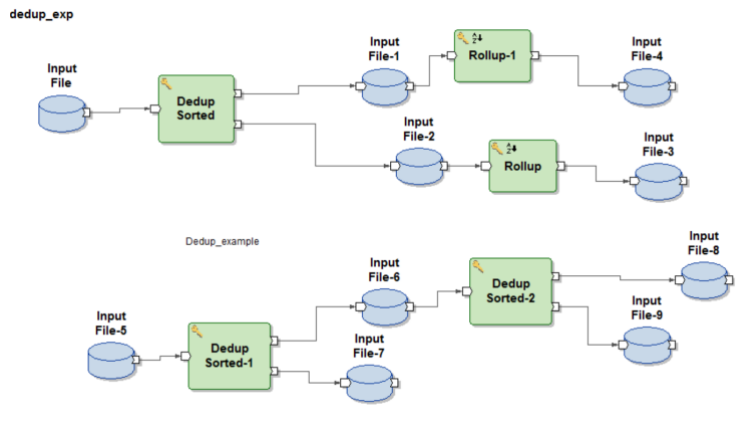 dedup_exp
Input
File
Dedup
Sorted
Input
File-1
Rollup-1
Input
File-4
Input
File-2
Rollup
Input
File-3
Dedup_example
Input
File-5
Dedup
Sorted-1
Input
File-6
Input
File-7
Dedup
Sorted-2
Input
File-8
Input
File-9